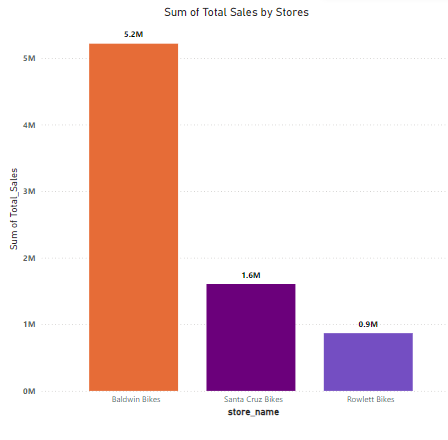 Sum of Total Sales by Stores
5.2M
5M
4M
3M
2M
1M
0M
1.6M
0.9M
Sum of Total_Sales
Baldwin Bikes
Santa Cruz Bikes
Rowlett Bikes
store_name